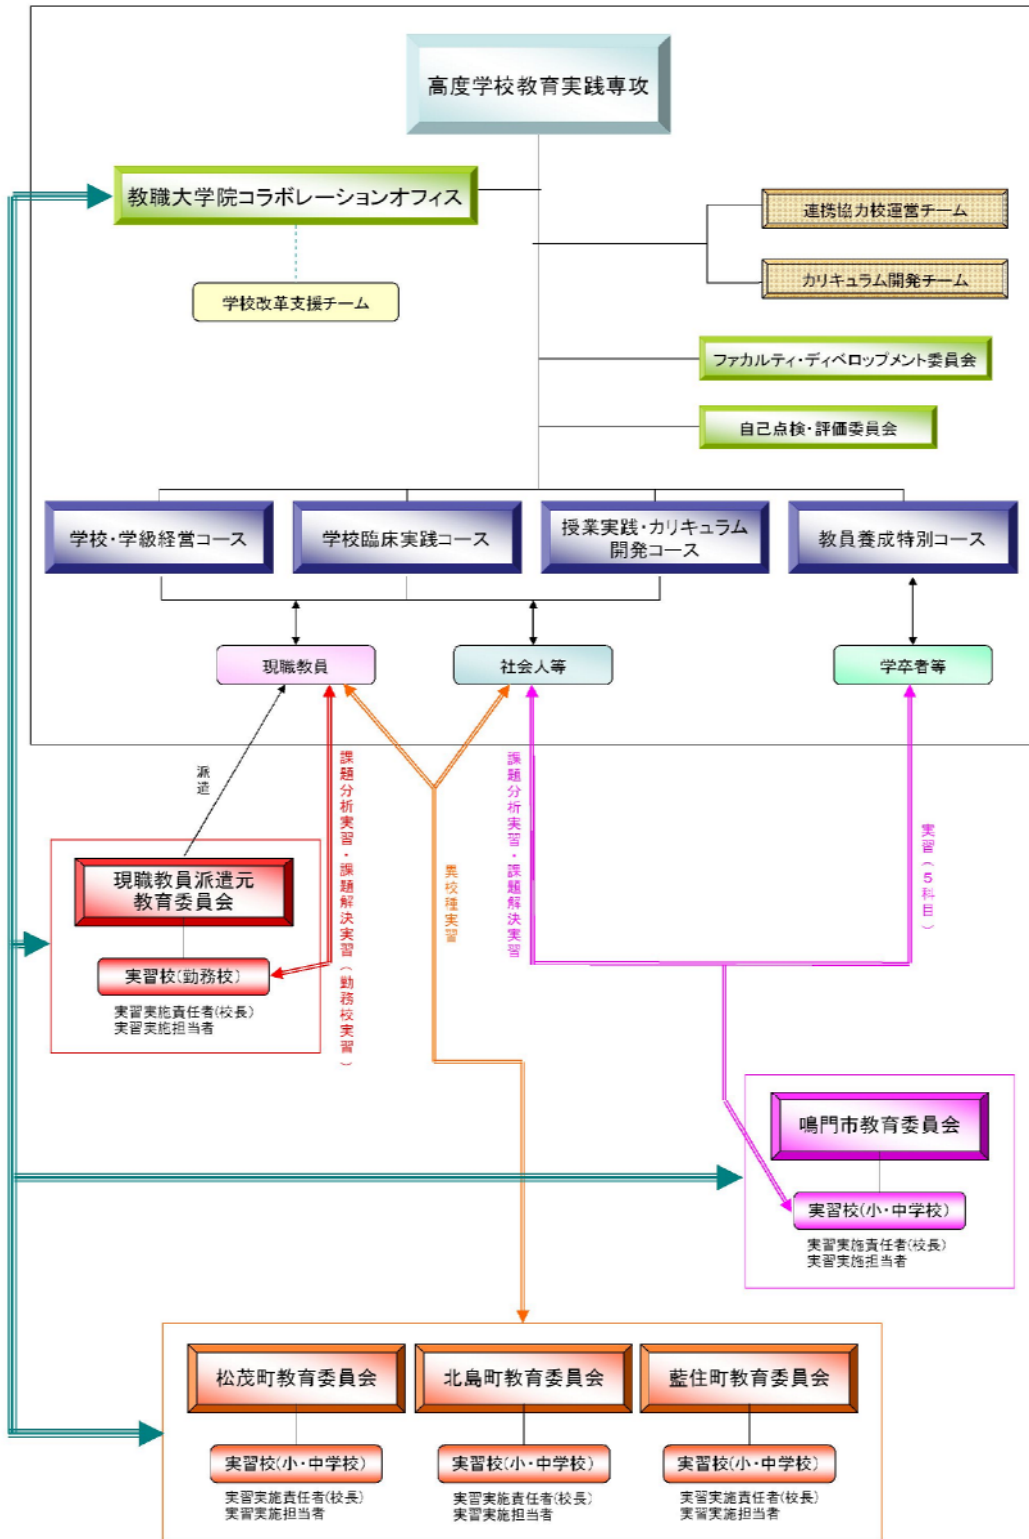 高度学校教育実践専攻
教職大学院コラボレーションオフィス
連携協力校運営チーム
カリキュラム開発チーム
学校改革支援チーム
ファカルティ・ディベロップメント委員会
自己点検・評価委員会
学校・学級経営コース
学校臨床実践コース
授業実践・カリキュラム
開発コース
教員養成特別コース
現職教員
社会人等
学卒者等
派遣
課題分析実習・課題解決実習(勤務校実習)
異校種実習
課題分析実習・課題解決実習
実習(5科目)
現職教員派遣元
教育委員会
実習校(勤務校)
実習実施責任者(校長)
実習実施担当者
鳴門市教育委員会
実習校(小・中学校)
実習実施責任者(校長)
実習実施担当者
松茂町教育委員会
北島町教育委員会
藍住町教育委員会
実習校(小・中学校)
実習校(小・中学校)
実習校(小・中学校)
実習実施責任者(校長)
実習実施担当者
実習実施責任者(校長)
実習実施担当者
実習実施責任者(校長)
実習実施担当者